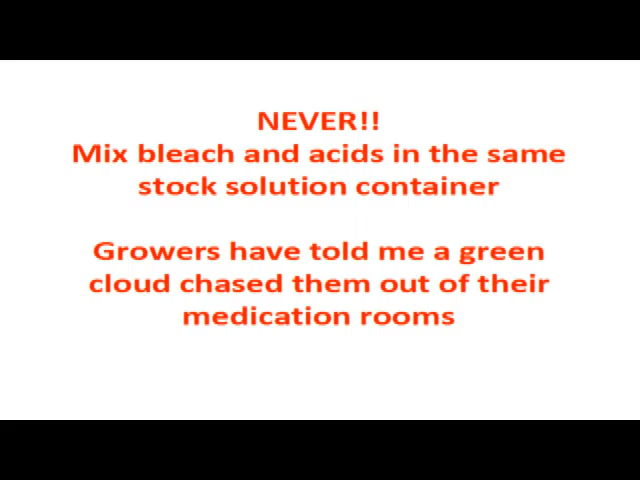 NEVER!!
Mix bleach and acids in the same
stock solution container
Growers have told me a green
cloud chased them out of their
medication rooms